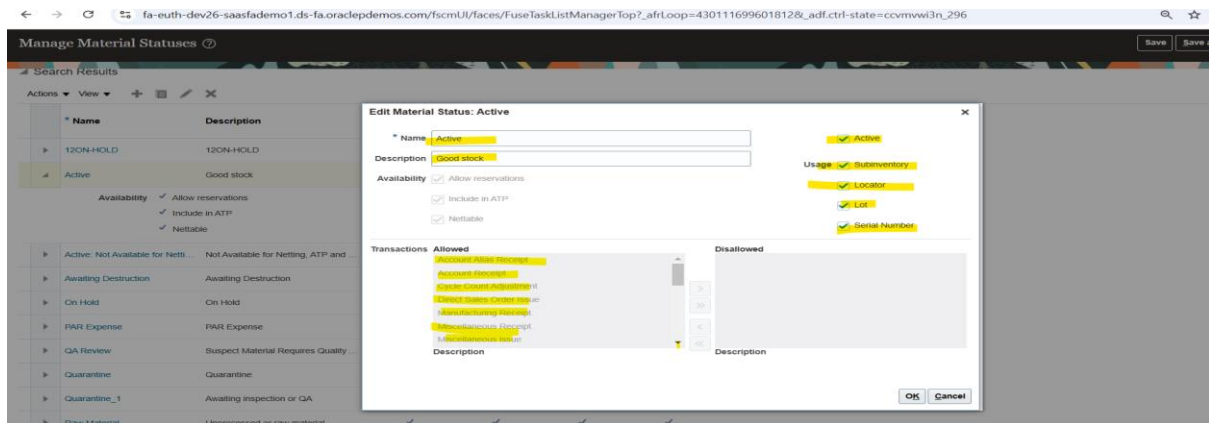 fa-euth-dev26-saasfademo1.ds-fa.oraclepdemos.com/fscmUI/faces/FuseTaskListManagerTop?_afrLoop=4301116996018128&_adf.ctrl-state=ccvmvwi3n_296
Manage Material Statuses
Save
Save
Search Results
Actions View
* Name Description
12ON-HOLD 12ON-HOLD
Active Good stock
Availability Allow reservations
Include in ATP
Nettable
Active: Not Available for Netti... Not Available for Netting, ATP and
Awaiting Destruction Awaiting Destruction
On Hold On Hold
PAR Expense PAR Expense
QA Review Suspect Material Requires Quality
Quarantine Quarantine
Quarantine_1 Awaiting inspection or QA
Raw Material
Edit Material Status: Active
* Name Active
Description Good stock
Availability Allow reservations
Include in ATP
Nettable
Active
Usage Subinventory
Locator
Lot
Serial Number
Transactions Allowed Disallowed
Account Alias Receipt
Account Receipt
Cycle Count Adjustment
Direct Sales Order Issue
Manufacturing Receipt
Miscellaneous Receipt
Miscellaneous Issue
Description Description
OK Cancel